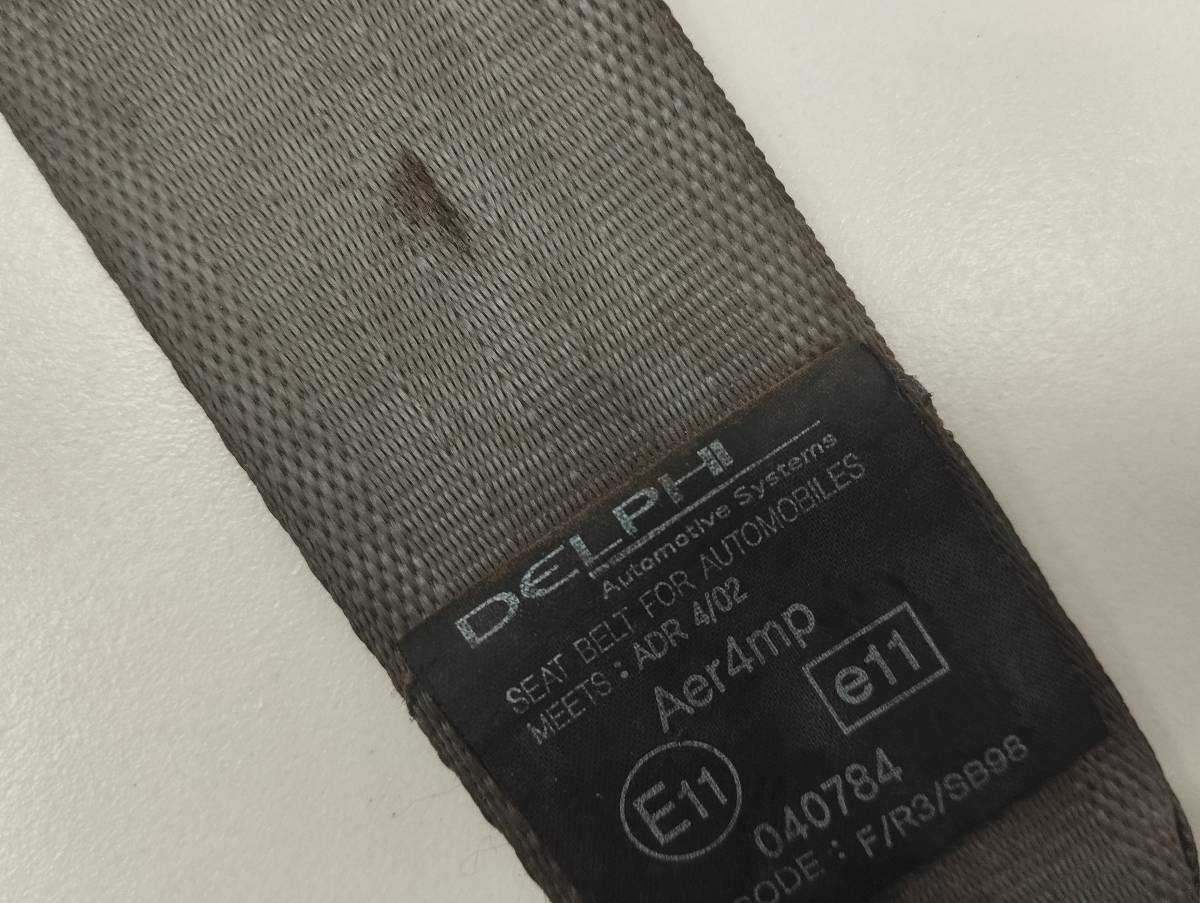 DELPHI
Automotive Systems
SEAT BELT FOR AUTOMOBILES
MEETS : ADR 4/02
Aer4mp
E11 e11
040784
CODE : F/R3/SB98